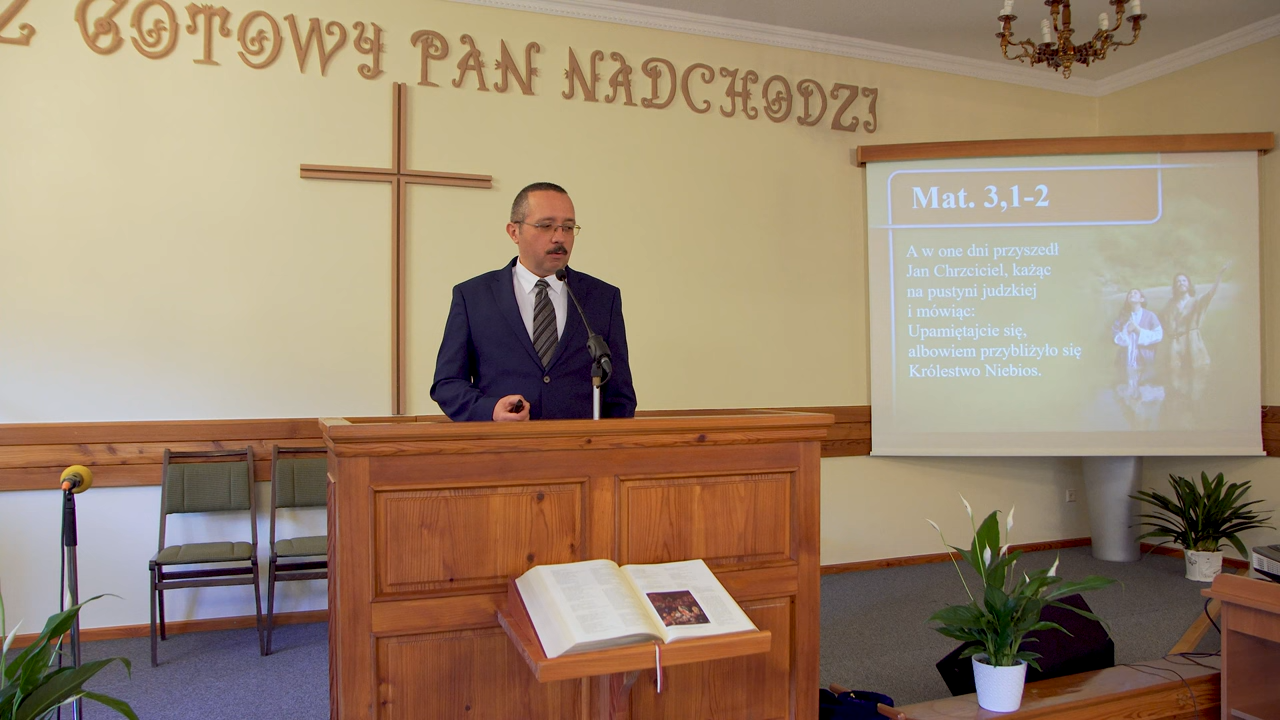 Z GOTOWY PAN NADCHODZI
Mat. 3,1-2
A w one dni przyszedł
Jan Chrzciciel, każąc
na pustyni judzkiej
i mówiąc:
Upamiętajcie się,
albowiem przybliżyło się
Królestwo Niebios.